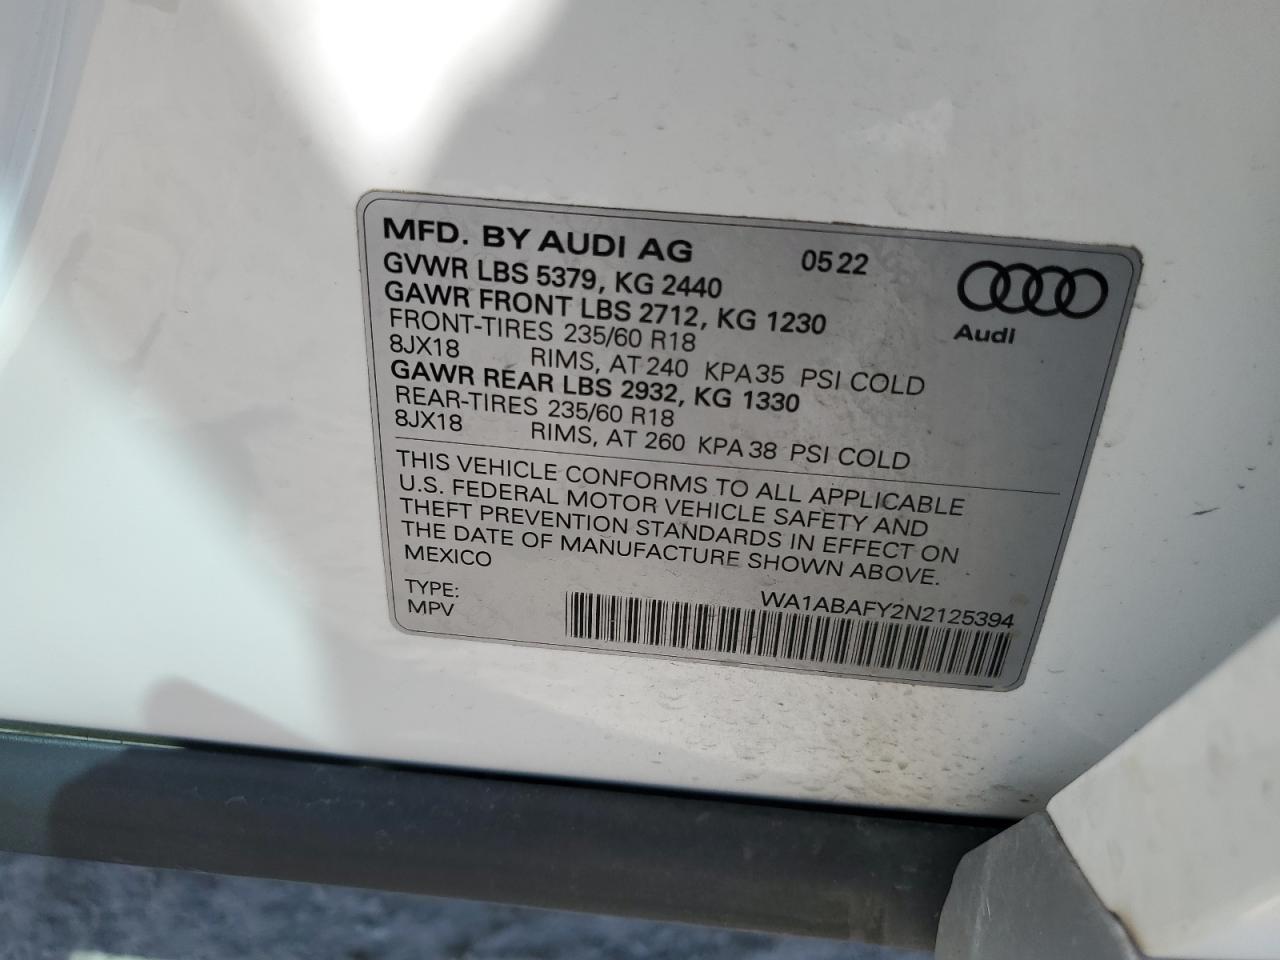 MFD. BY AUDI AG 0522
GVWR LBS 5379, KG 2440
GAWR FRONT LBS 2712, KG 1230
Audi
FRONT-TIRES 235/60 R18
8JX18 RIMS, AT 240 KPA 35 PSI COLD
GAWR REAR LBS 2932, KG 1330
REAR-TIRES 235/60 R18
8JX18 RIMS, AT 260 KPA 38 PSI COLD
THIS VEHICLE CONFORMS TO ALL APPLICABLE
U.S. FEDERAL MOTOR VEHICLE SAFETY AND
THEFT PREVENTION STANDARDS IN EFFECT ON
THE DATE OF MANUFACTURE SHOWN ABOVE.
MEXICO
TYPE: WA1ABAFY2N2125394
MPV